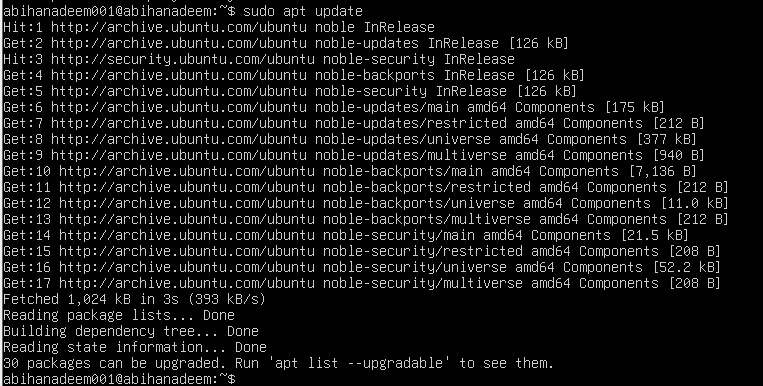 abihanadeem001@abihanadeem:~$ sudo apt update
Hit:1 http://archive.ubuntu.com/ubuntu noble InRelease
Get:2 http://archive.ubuntu.com/ubuntu noble-updates InRelease [126 kB]
Hit:3 http://security.ubuntu.com/ubuntu noble-security InRelease
Get:4 http://archive.ubuntu.com/ubuntu noble-backports InRelease [126 kB]
Get:5 http://archive.ubuntu.com/ubuntu noble-security InRelease [126 kB]
Get:6 http://archive.ubuntu.com/ubuntu noble-updates/main amd64 Components [175 kB]
Get:7 http://archive.ubuntu.com/ubuntu noble-updates/restricted amd64 Components [212 B]
Get:8 http://archive.ubuntu.com/ubuntu noble-updates/universe amd64 Components [377 kB]
Get:9 http://archive.ubuntu.com/ubuntu noble-updates/multiverse amd64 Components [940 B]
Get:10 http://archive.ubuntu.com/ubuntu noble-backports/main amd64 Components [7,136 B]
Get:11 http://archive.ubuntu.com/ubuntu noble-backports/restricted amd64 Components [212 B]
Get:12 http://archive.ubuntu.com/ubuntu noble-backports/universe amd64 Components [11.0 kB]
Get:13 http://archive.ubuntu.com/ubuntu noble-backports/multiverse amd64 Components [212 B]
Get:14 http://archive.ubuntu.com/ubuntu noble-security/main amd64 Components [21.5 kB]
Get:15 http://archive.ubuntu.com/ubuntu noble-security/restricted amd64 Components [208 B]
Get:16 http://archive.ubuntu.com/ubuntu noble-security/universe amd64 Components [52.2 kB]
Get:17 http://archive.ubuntu.com/ubuntu noble-security/multiverse amd64 Components [208 B]
Fetched 1,024 kB in 3s (393 kB/s)
Reading package lists... Done
Building dependency tree... Done
Reading state information... Done
30 packages can be upgraded. Run 'apt list --upgradable' to see them.
abihanadeem001@abihanadeem:~$